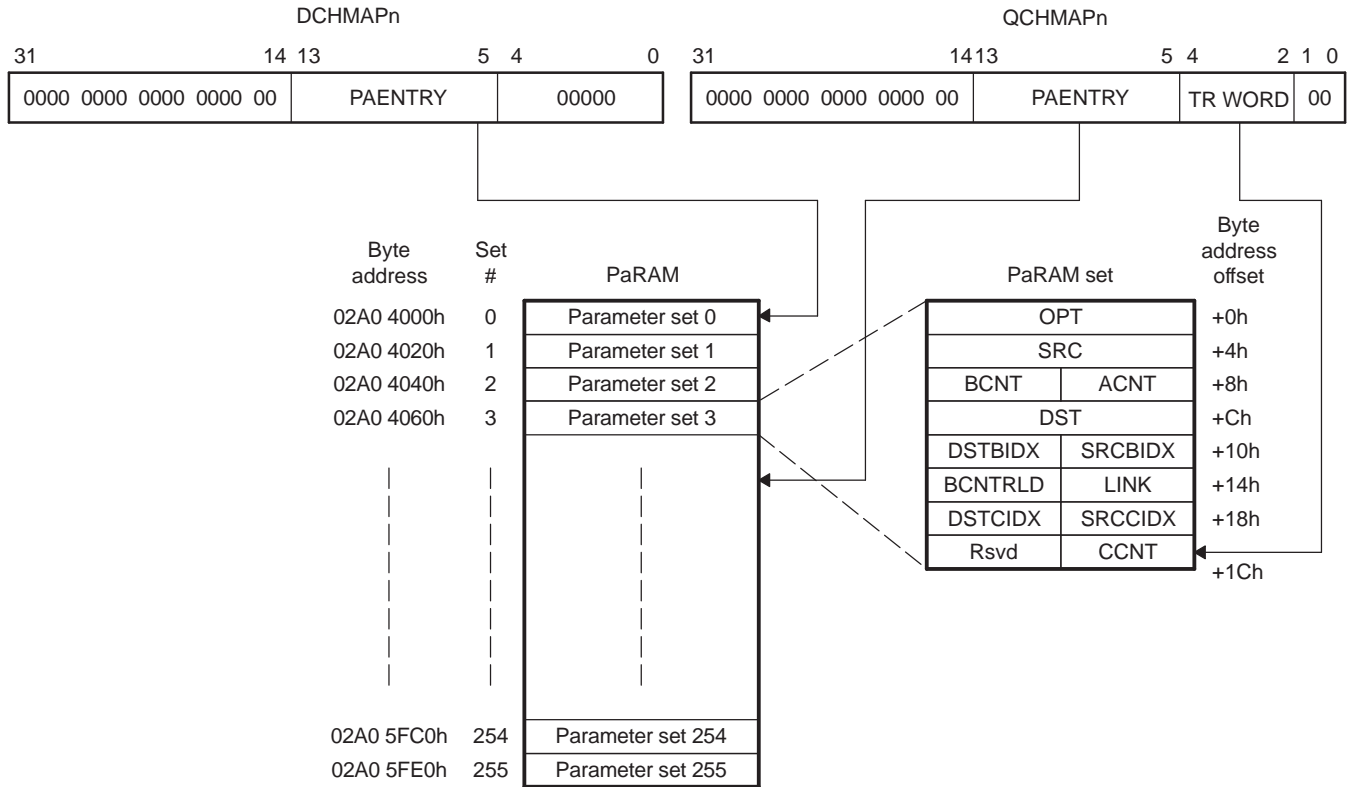 DCHMAPn
QCHMAPn
31 14 13 5 4 0
31 14 13 5 4 2 1 0
0000 0000 0000 0000 00 PAENTRY 00000
0000 0000 0000 0000 00 PAENTRY TR WORD 00
Byte address
Set #
PaRAM
PaRAM set
Byte address offset
02A0 4000h 0 Parameter set 0
02A0 4020h 1 Parameter set 1
02A0 4040h 2 Parameter set 2
02A0 4060h 3 Parameter set 3
02A0 5FC0h 254 Parameter set 254
02A0 5FE0h 255 Parameter set 255
OPT +0h
SRC +4h
BCNT ACNT +8h
DST +Ch
DSTBIDX SRCBIDX +10h
BCNTRLD LINK +14h
DSTCIDX SRCCIDX +18h
Rsvd CCNT +1Ch